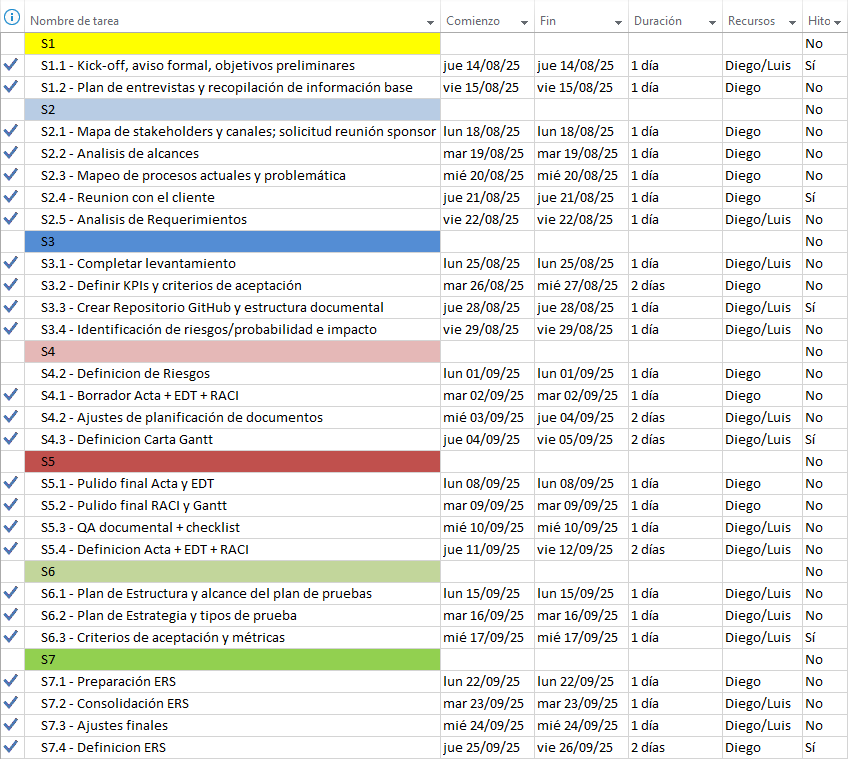 Nombre de tarea Comienzo Fin Duración Recursos Hito
S1 No
S1.1 - Kick-off, aviso formal, objetivos preliminares jue 14/08/25 jue 14/08/25 1 día Diego/Luis Sí
S1.2 - Plan de entrevistas y recopilación de información base vie 15/08/25 vie 15/08/25 1 día Diego No
S2 No
S2.1 - Mapa de stakeholders y canales; solicitud reunión sponsor lun 18/08/25 lun 18/08/25 1 día Diego No
S2.2 - Analisis de alcances mar 19/08/25 mar 19/08/25 1 día Diego No
S2.3 - Mapeo de procesos actuales y problemática mié 20/08/25 mié 20/08/25 1 día Diego No
S2.4 - Reunion con el cliente jue 21/08/25 jue 21/08/25 1 día Diego Sí
S2.5 - Analisis de Requerimientos vie 22/08/25 vie 22/08/25 1 día Diego/Luis No
S3 No
S3.1 - Completar levantamiento lun 25/08/25 lun 25/08/25 1 día Diego/Luis No
S3.2 - Definir KPIs y criterios de aceptación mar 26/08/25 mié 27/08/25 2 días Diego No
S3.3 - Crear Repositorio GitHub y estructura documental jue 28/08/25 jue 28/08/25 1 día Diego/Luis Sí
S3.4 - Identificación de riesgos/probabilidad e impacto vie 29/08/25 vie 29/08/25 1 día Diego/Luis No
S4 No
S4.2 - Definicion de Riesgos lun 01/09/25 lun 01/09/25 1 día Diego No
S4.1 - Borrador Acta + EDT + RACI mar 02/09/25 mar 02/09/25 1 día Diego No
S4.2 - Ajustes de planificación de documentos mié 03/09/25 jue 04/09/25 2 días Diego/Luis No
S4.3 - Definicion Carta Gantt jue 04/09/25 vie 05/09/25 2 días Diego/Luis Sí
S5 No
S5.1 - Pulido final Acta y EDT lun 08/09/25 lun 08/09/25 1 día Diego No
S5.2 - Pulido final RACI y Gantt mar 09/09/25 mar 09/09/25 1 día Diego No
S5.3 - QA documental + checklist mié 10/09/25 mié 10/09/25 1 día Diego/Luis No
S5.4 - Definicion Acta + EDT + RACI jue 11/09/25 vie 12/09/25 2 días Diego/Luis No
S6 No
S6.1 - Plan de Estructura y alcance del plan de pruebas lun 15/09/25 lun 15/09/25 1 día Diego/Luis No
S6.2 - Plan de Estrategia y tipos de prueba mar 16/09/25 mar 16/09/25 1 día Diego/Luis No
S6.3 - Criterios de aceptación y métricas mié 17/09/25 mié 17/09/25 1 día Diego/Luis Sí
S7 No
S7.1 - Preparación ERS lun 22/09/25 lun 22/09/25 1 día Diego No
S7.2 - Consolidación ERS mar 23/09/25 mar 23/09/25 1 día Diego/Luis No
S7.3 - Ajustes finales mié 24/09/25 mié 24/09/25 1 día Diego/Luis No
S7.4 - Definicion ERS jue 25/09/25 vie 26/09/25 2 días Diego Sí